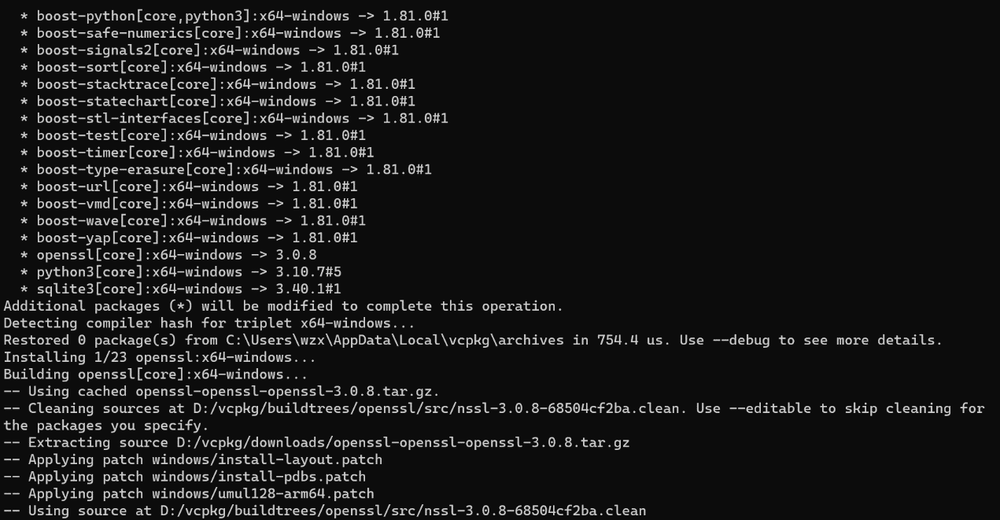 * boost-python[core,python3]:x64-windows -> 1.81.0#1
* boost-safe-numerics[core]:x64-windows -> 1.81.0#1
* boost-signals2[core]:x64-windows -> 1.81.0#1
* boost-sort[core]:x64-windows -> 1.81.0#1
* boost-stacktrace[core]:x64-windows -> 1.81.0#1
* boost-statechart[core]:x64-windows -> 1.81.0#1
* boost-stl-interfaces[core]:x64-windows -> 1.81.0#1
* boost-test[core]:x64-windows -> 1.81.0#1
* boost-timer[core]:x64-windows -> 1.81.0#1
* boost-type-erasure[core]:x64-windows -> 1.81.0#1
* boost-url[core]:x64-windows -> 1.81.0#1
* boost-vmd[core]:x64-windows -> 1.81.0#1
* boost-wave[core]:x64-windows -> 1.81.0#1
* boost-yap[core]:x64-windows -> 1.81.0#1
* openssl[core]:x64-windows -> 3.0.8
* python3[core]:x64-windows -> 3.10.7#5
* sqlite3[core]:x64-windows -> 3.40.1#1
Additional packages (*) will be modified to complete this operation.
Detecting compiler hash for triplet x64-windows...
Restored 0 package(s) from C:\Users\wzx\AppData\Local\vcpkg\archives in 754.4 us. Use --debug to see more details.
Installing 1/23 openssl:x64-windows...
Building openssl[core]:x64-windows...
-- Using cached openssl-openssl-openssl-3.0.8.tar.gz.
-- Cleaning sources at D:/vcpkg/buildtrees/openssl/src/nssl-3.0.8-68504cf2ba.clean. Use --editable to skip cleaning for
the packages you specify.
-- Extracting source D:/vcpkg/downloads/openssl-openssl-openssl-3.0.8.tar.gz
-- Applying patch windows/install-layout.patch
-- Applying patch windows/install-pdbs.patch
-- Applying patch windows/umul128-arm64.patch
-- Using source at D:/vcpkg/buildtrees/openssl/src/nssl-3.0.8-68504cf2ba.clean